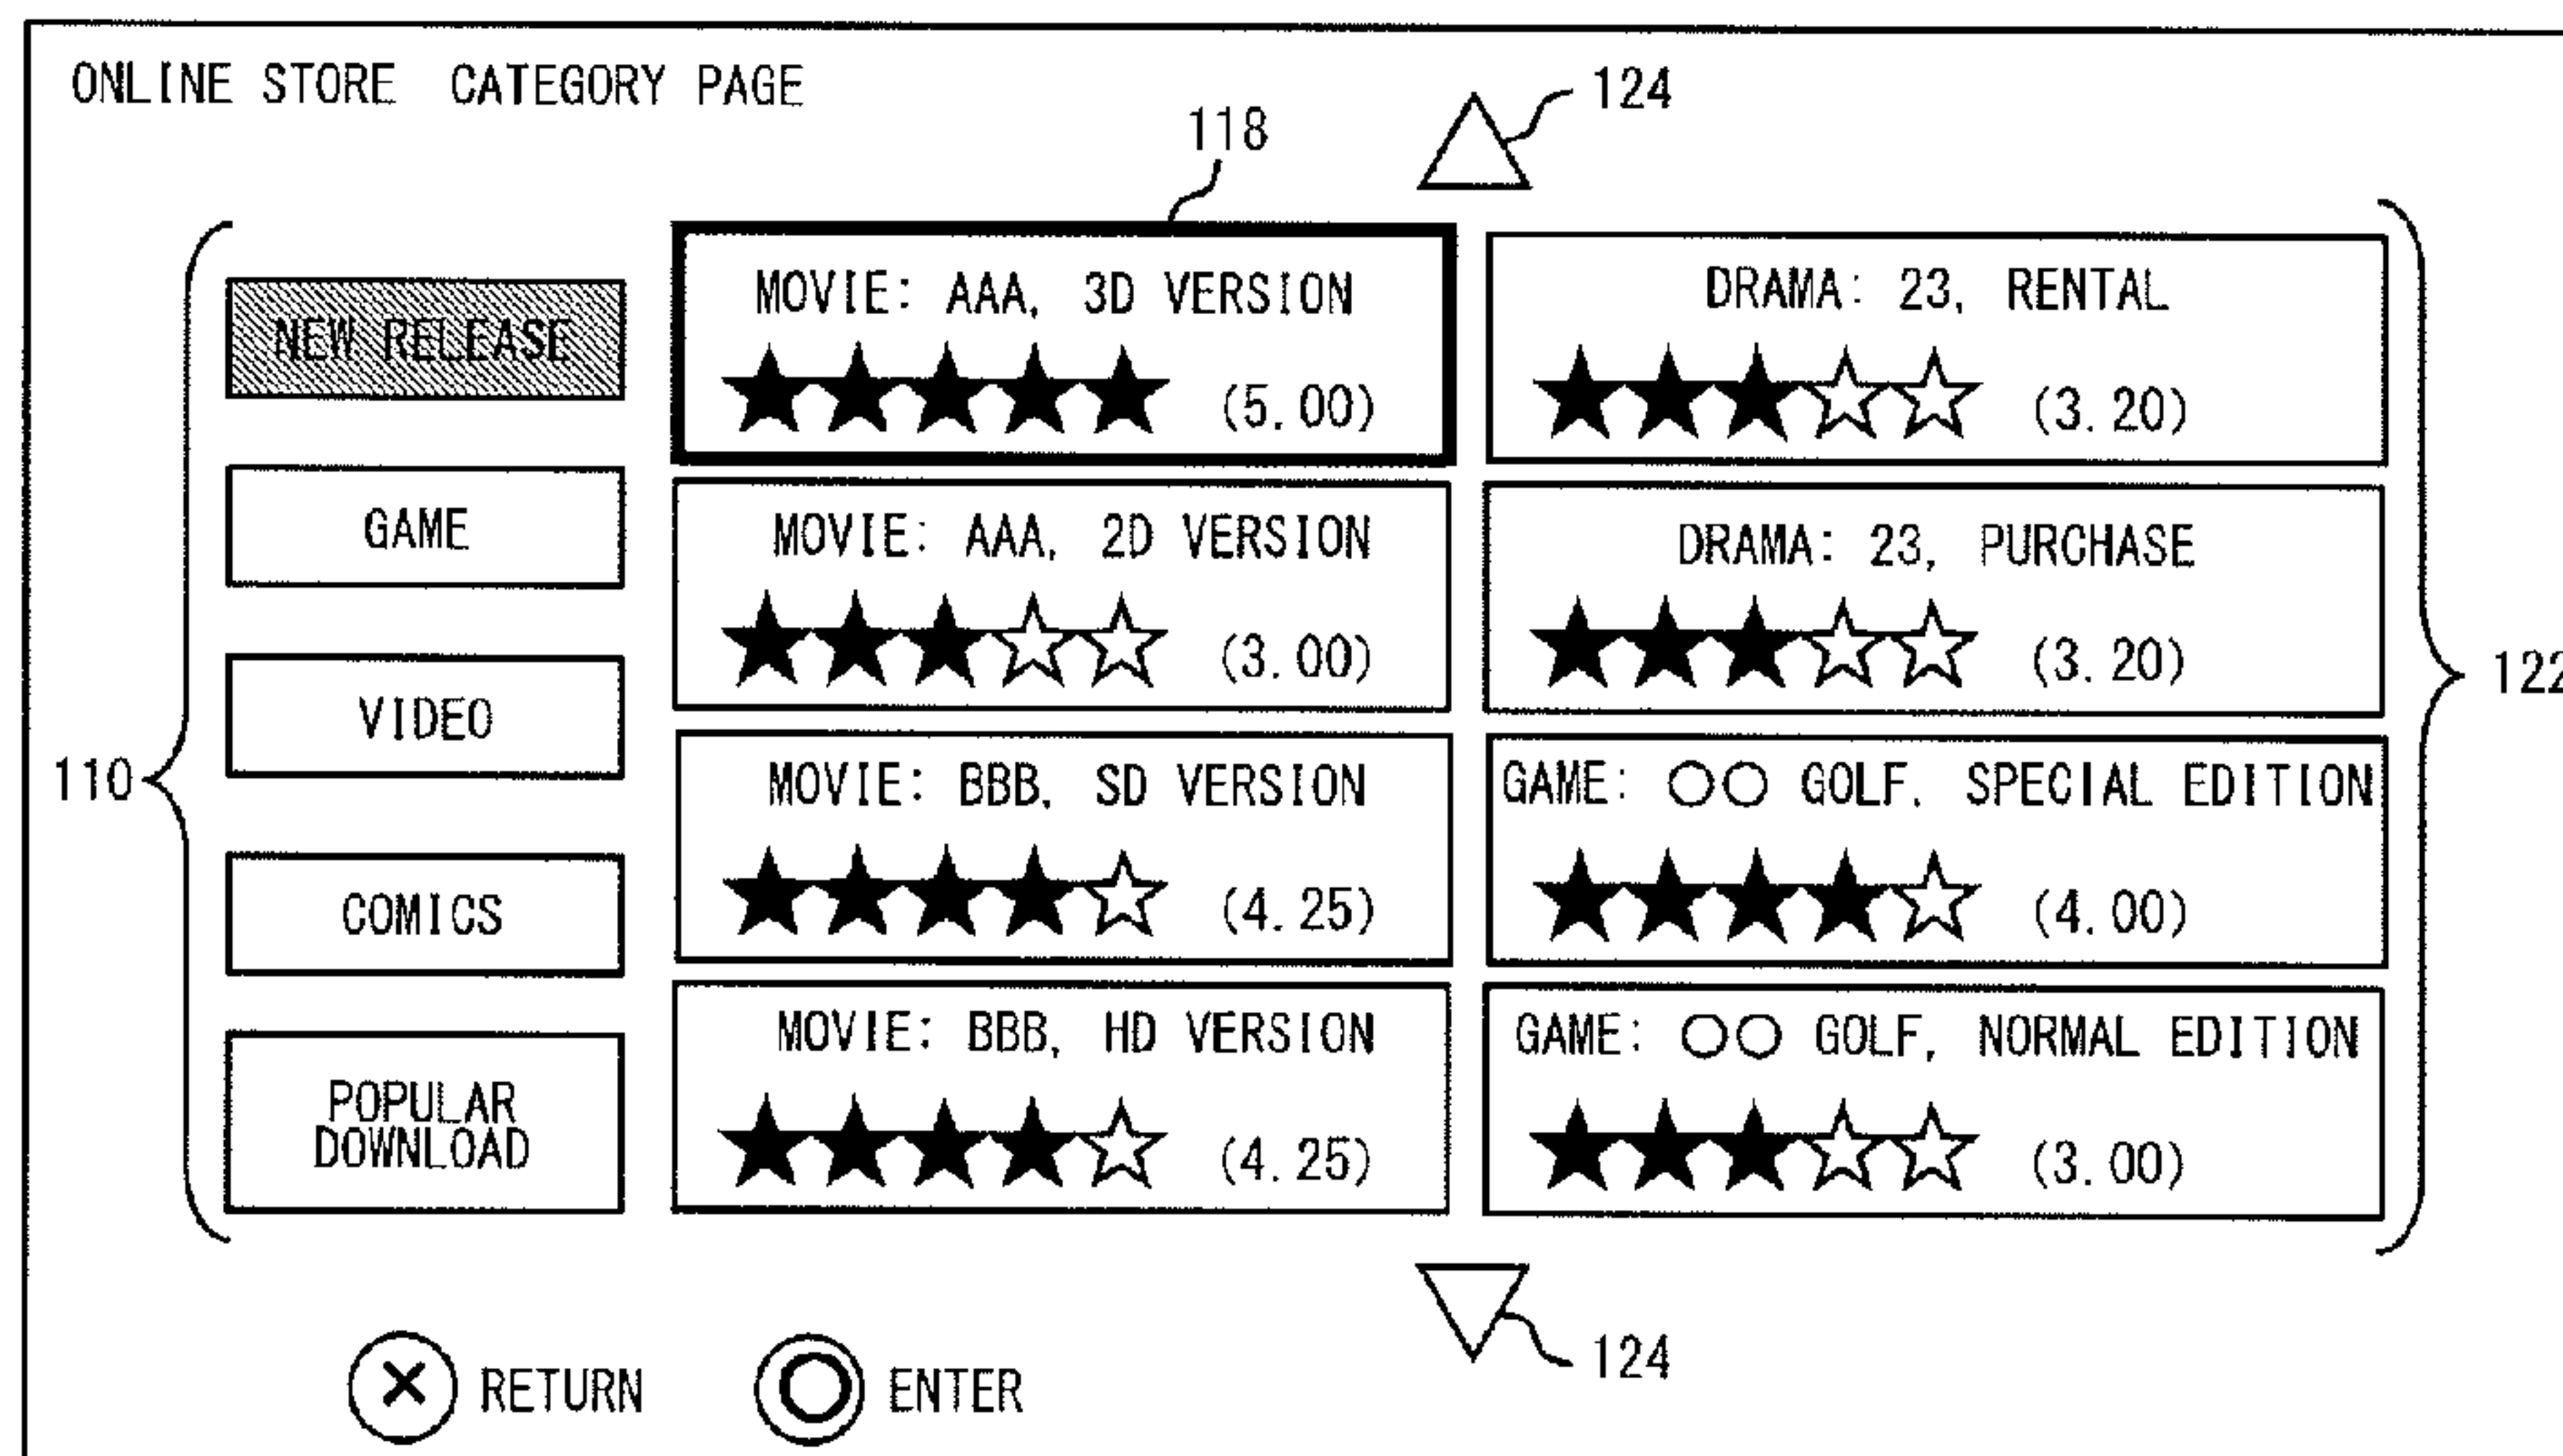 ONLINE STORE CATEGORY PAGE
124
118
110
NEW RELEASE
GAME
VIDEO
COMICS
POPULAR
DOWNLOAD
MOVIE: AAA, 3D VERSION
★★★★★ (5.00)
MOVIE: AAA, 2D VERSION
★★★☆☆ (3.00)
MOVIE: BBB, SD VERSION
★★★★☆ (4.25)
MOVIE: BBB, HD VERSION
★★★★☆ (4.25)
DRAMA: 23, RENTAL
★★★☆☆ (3.20)
DRAMA: 23, PURCHASE
★★★☆☆ (3.20)
GAME: ○○ GOLF, SPECIAL EDITION
★★★★☆ (4.00)
GAME: ○○ GOLF, NORMAL EDITION
★★★☆☆ (3.00)
122
124
RETURN
ENTER